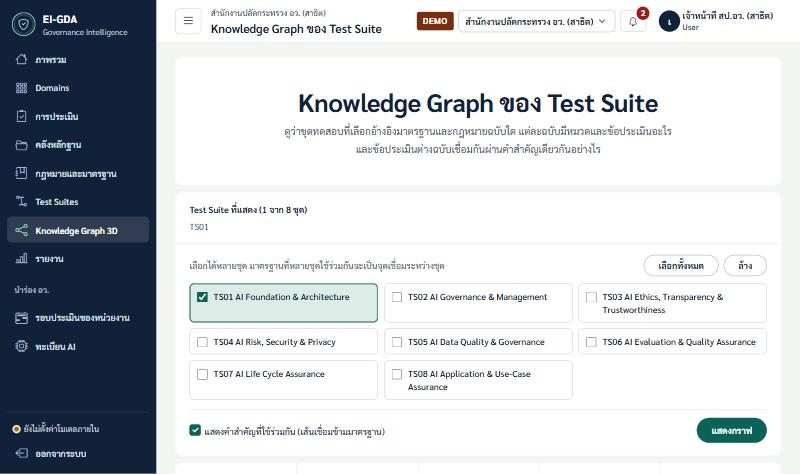 EI-GDA
Governance Intelligence
ภาพรวม
Domains
การประเมิน
คลังหลักฐาน
กฎหมายและมาตรฐาน
Test Suites
Knowledge Graph 3D
รายงาน
นำร่อง อว.
รอบประเมินของหน่วยงาน
ทะเบียน AI
ยังไม่ตั้งค่าโมเดลภายใน
ออกจากระบบ
สำนักงานปลัดกระทรวง อว. (สาธิต)
Knowledge Graph ของ Test Suite
DEMO
สำนักงานปลัดกระทรวง อว. (สาธิต)
2
เ
เจ้าหน้าที่ สป.อว. (สาธิต)
User
Knowledge Graph ของ Test Suite
ดูว่าชุดทดสอบที่เลือกอ้างอิงมาตรฐานและกฎหมายฉบับใด แต่ละฉบับมีหมวดและข้อประเมินอะไร
และข้อประเมินต่างฉบับเชื่อมกันผ่านคำสำคัญเดียวกันอย่างไร
Test Suite ที่แสดง (1 จาก 8 ชุด)
TS01
เลือกได้หลายชุด มาตรฐานที่หลายชุดใช้ร่วมกันจะเป็นจุดเชื่อมระหว่างชุด
เลือกทั้งหมด
ล้าง
TS01 AI Foundation & Architecture
TS02 AI Governance & Management
TS03 AI Ethics, Transparency &
Trustworthiness
TS04 AI Risk, Security & Privacy
TS05 AI Data Quality & Governance
TS06 AI Evaluation & Quality Assurance
TS07 AI Life Cycle Assurance
TS08 AI Application & Use-Case
Assurance
แสดงคำสำคัญที่ใช้ร่วมกัน (เส้นเชื่อมข้ามมาตรฐาน)
แสดงกราฟ